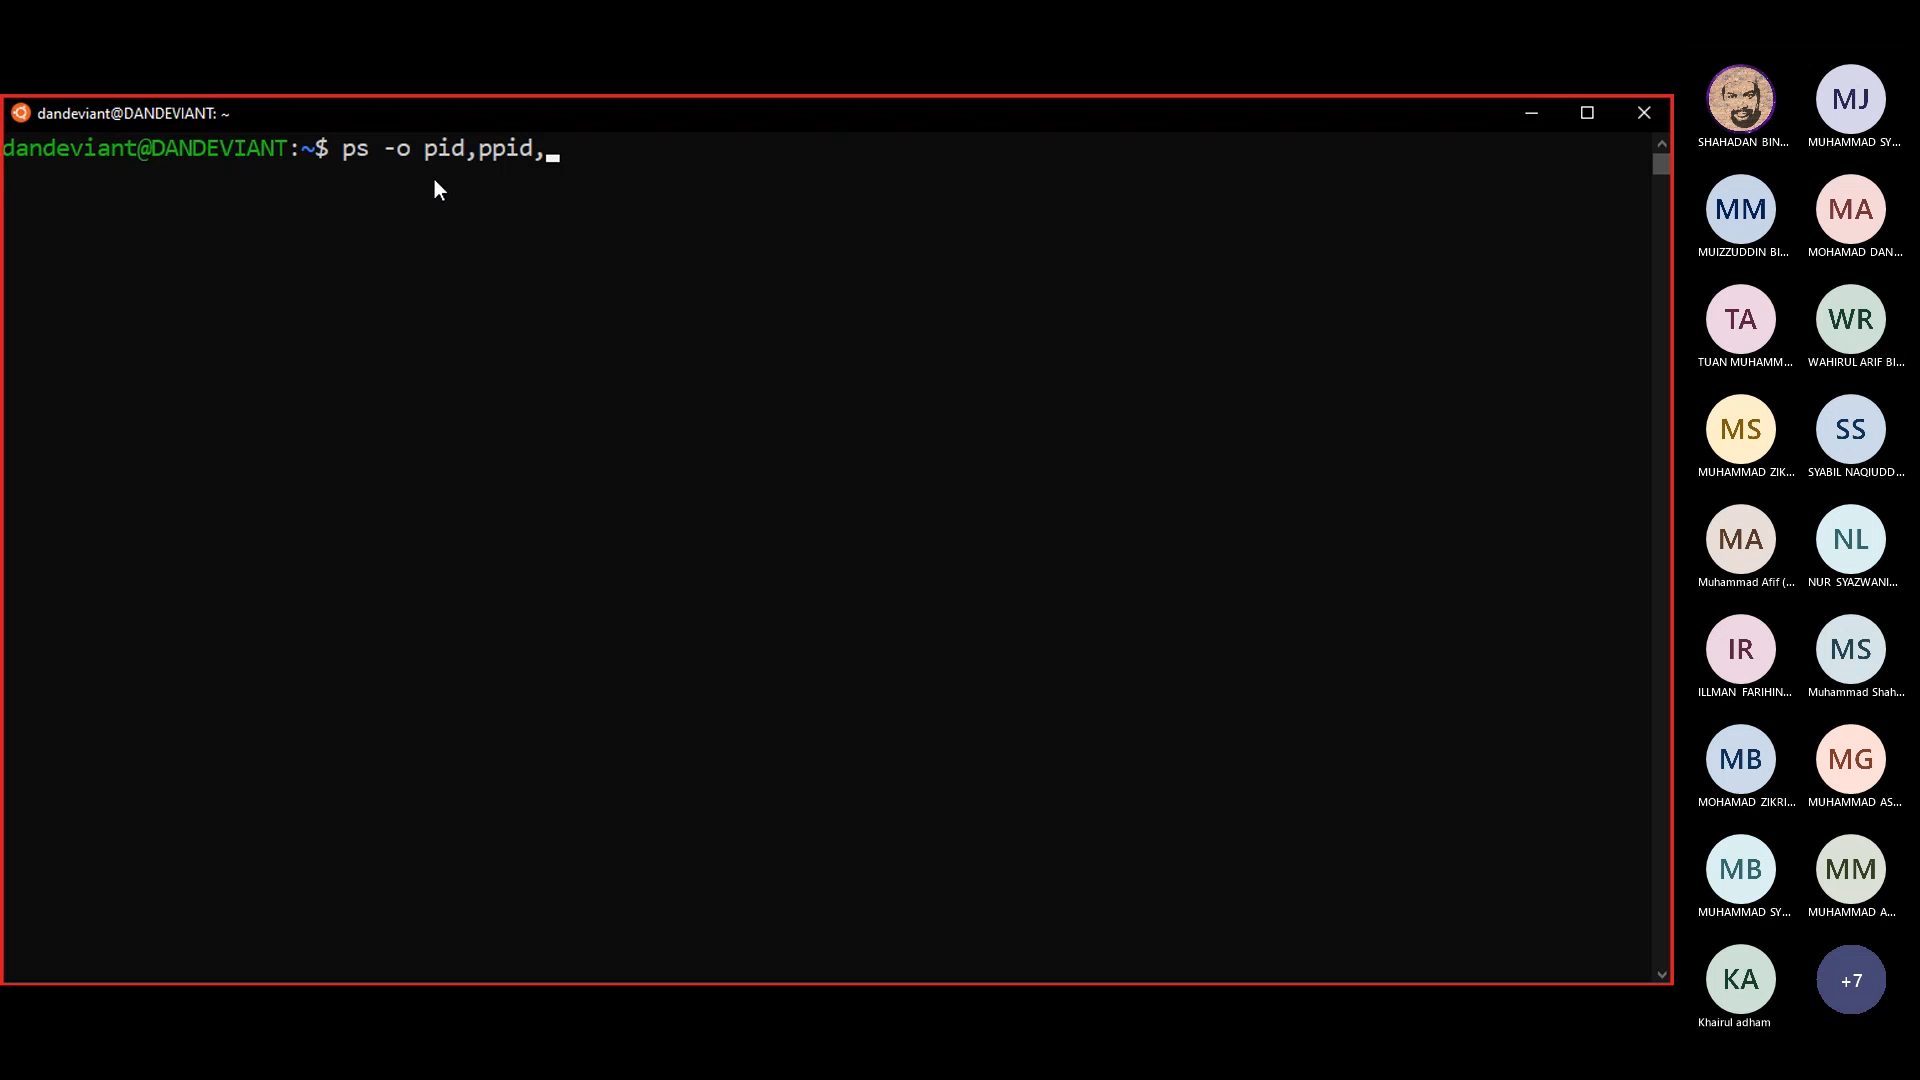 dandeviant@DANDEVIANT: ~
dandeviant@DANDEVIANT:~$ ps -o pid,ppid,
SHAHADAN BIN...
MJ
MUHAMMAD SY...
MM
MUIZZUDDIN BI...
MA
MOHAMAD DAN...
TA
TUAN MUHAMM...
WR
WAHIRUL ARIF BI...
MS
MUHAMMAD ZIK...
SS
SYABIL NAQIUDD...
MA
Muhammad Afif (...
NL
NUR SYAZWANI...
IR
ILLMAN FARIHIN...
MS
Muhammad Shah...
MB
MOHAMAD ZIKRI...
MG
MUHAMMAD AS...
MB
MUHAMMAD SY...
MM
MUHAMMAD A...
KA
Khairul adham
+7